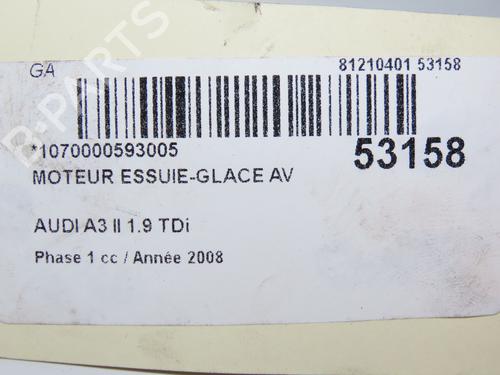 GA 81210401 53158
*1070000593005 53158
MOTEUR ESSUIE-GLACE AV
AUDI A3 II 1.9 TDi
Phase 1 cc / Année 2008
B-PARTS